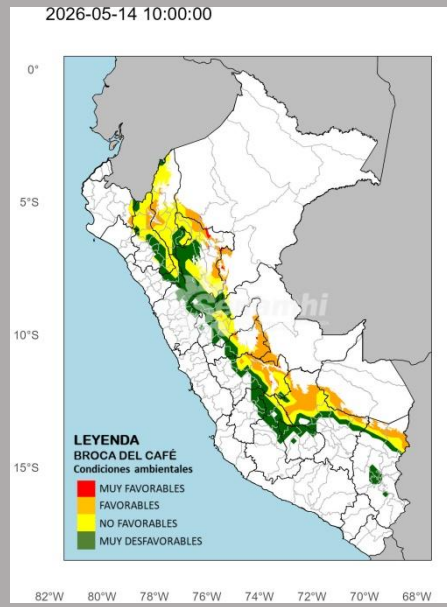 2026-05-14 10:00:00
0°
5°S
10°S
15°S
Senamhi
LEYENDA
BROCA DEL CAFÉ
Condiciones ambientales
MUY FAVORABLES
FAVORABLES
NO FAVORABLES
MUY DESFAVORABLES
82°W 80°W 78°W 76°W 74°W 72°W 70°W 68°W